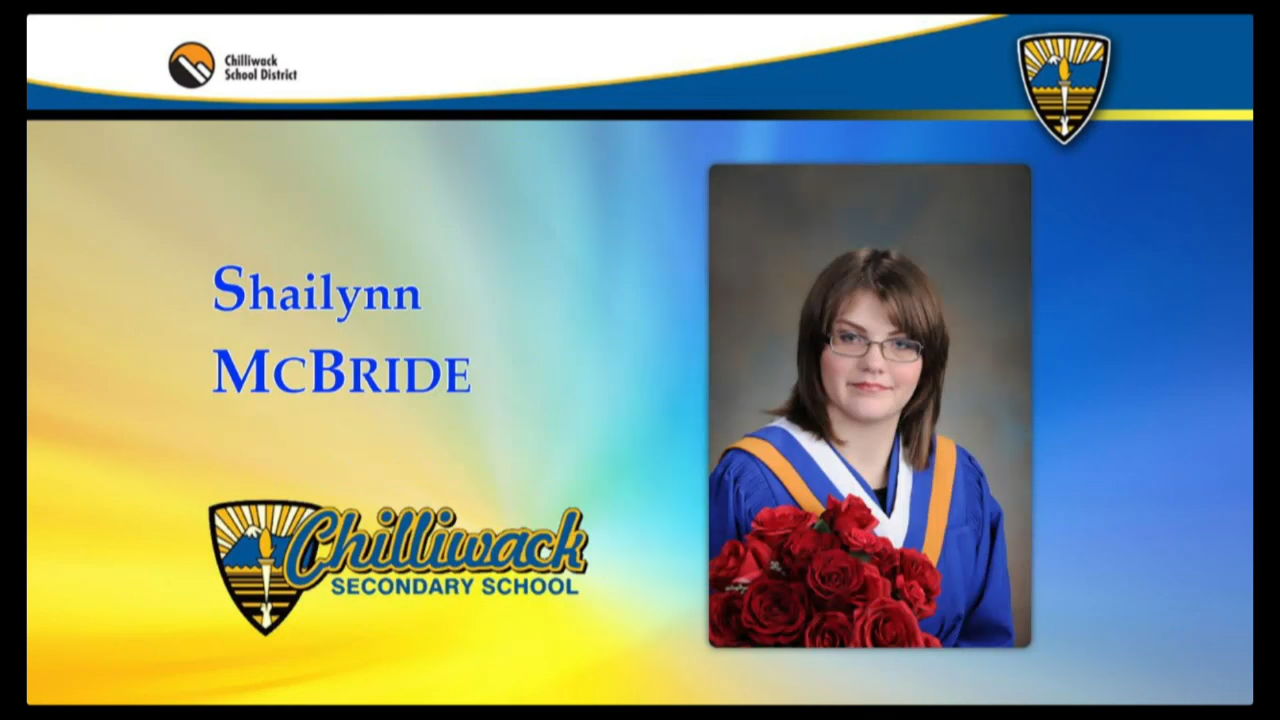 Chilliwack
School District
Shailynn
MCBRIDE
Chilliwack
SECONDARY SCHOOL